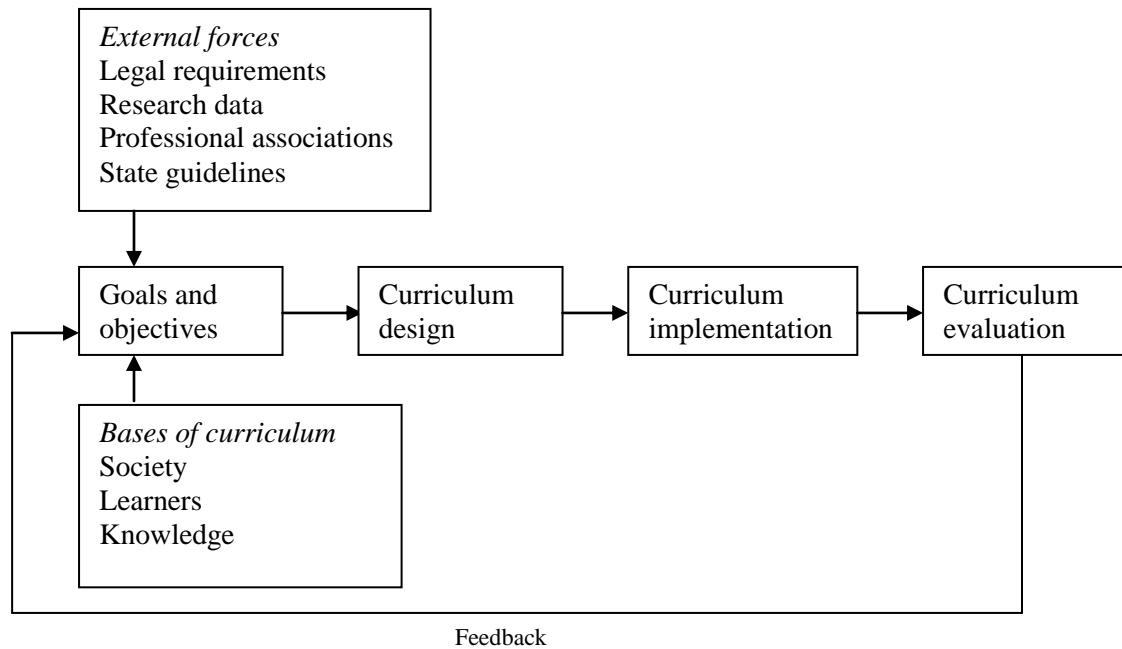 External forces
Legal requirements
Research data
Professional associations
State guidelines
Goals and
objectives
Curriculum
design
Curriculum
implementation
Curriculum
evaluation
Bases of curriculum
Society
Learners
Knowledge
Feedback